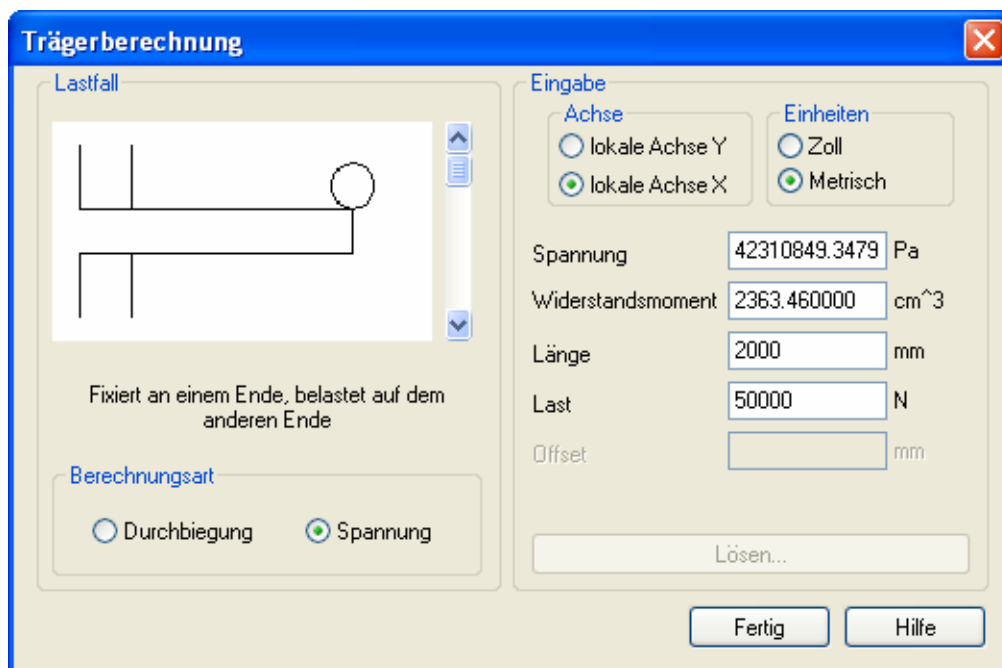 Trägerberechnung
Lastfall
Fixiert an einem Ende, belastet auf dem
anderen Ende
Berechnungsart
Durchbiegung Spannung
Eingabe
Achse
lokale Achse Y
lokale Achse X
Einheiten
Zoll
Metrisch
Spannung 42310849.3479 Pa
Widerstandsmoment 2363.460000 cm^3
Länge 2000 mm
Last 50000 N
Offset mm
Lösen...
Fertig Hilfe